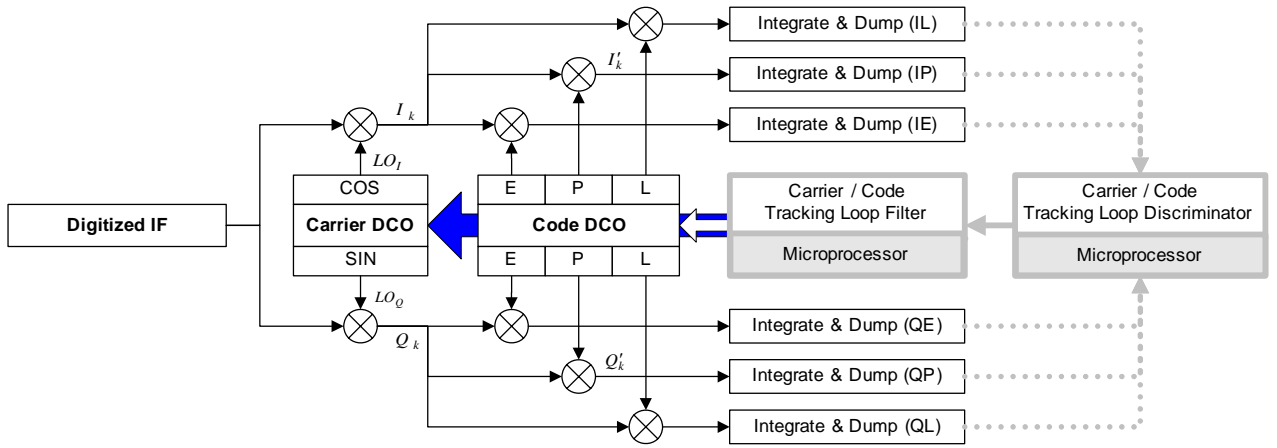 Integrate & Dump (IL)
I′k
Integrate & Dump (IP)
I k
Integrate & Dump (IE)
LO_I
COS
E P L
Carrier / Code
Tracking Loop Filter
Carrier / Code
Tracking Loop Discriminator
Digitized IF
Carrier DCO
Code DCO
Microprocessor
Microprocessor
SIN
E P L
LO_Q
Integrate & Dump (QE)
Q k
Q′k
Integrate & Dump (QP)
Integrate & Dump (QL)